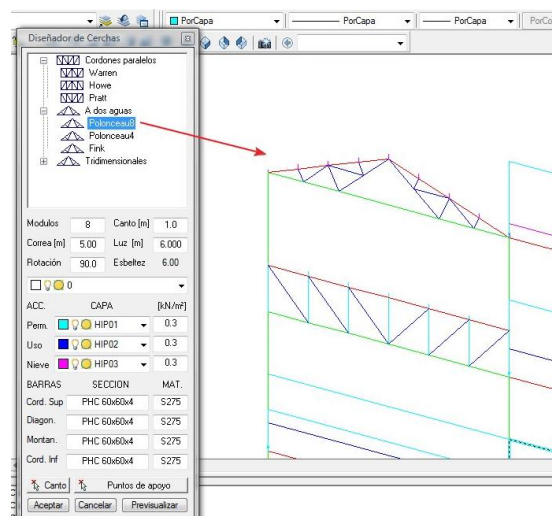 PorCapa PorCapa PorCapa PorC
Diseñador de Cerchas
Cordones paralelos
Warren
Howe
Pratt
A dos aguas
Polonceau8
Polonceau4
Fink
Tridimensionales
Modulos 8 Canto [m] 1.0
Correa [m] 5.00 Luz [m] 6.000
Rotación 90.0 Esbeltez 6.00
0
ACC. CAPA [kN/m²]
Perm. HIP01 0.3
Uso HIP02 0.3
Nieve HIP03 0.3
BARRAS SECCION MAT.
Cord. Sup PHC 60x60x4 S275
Diagon. PHC 60x60x4 S275
Montan. PHC 60x60x4 S275
Cord. Inf PHC 60x60x4 S275
Canto Puntos de apoyo
Aceptar Cancelar Previsualizar